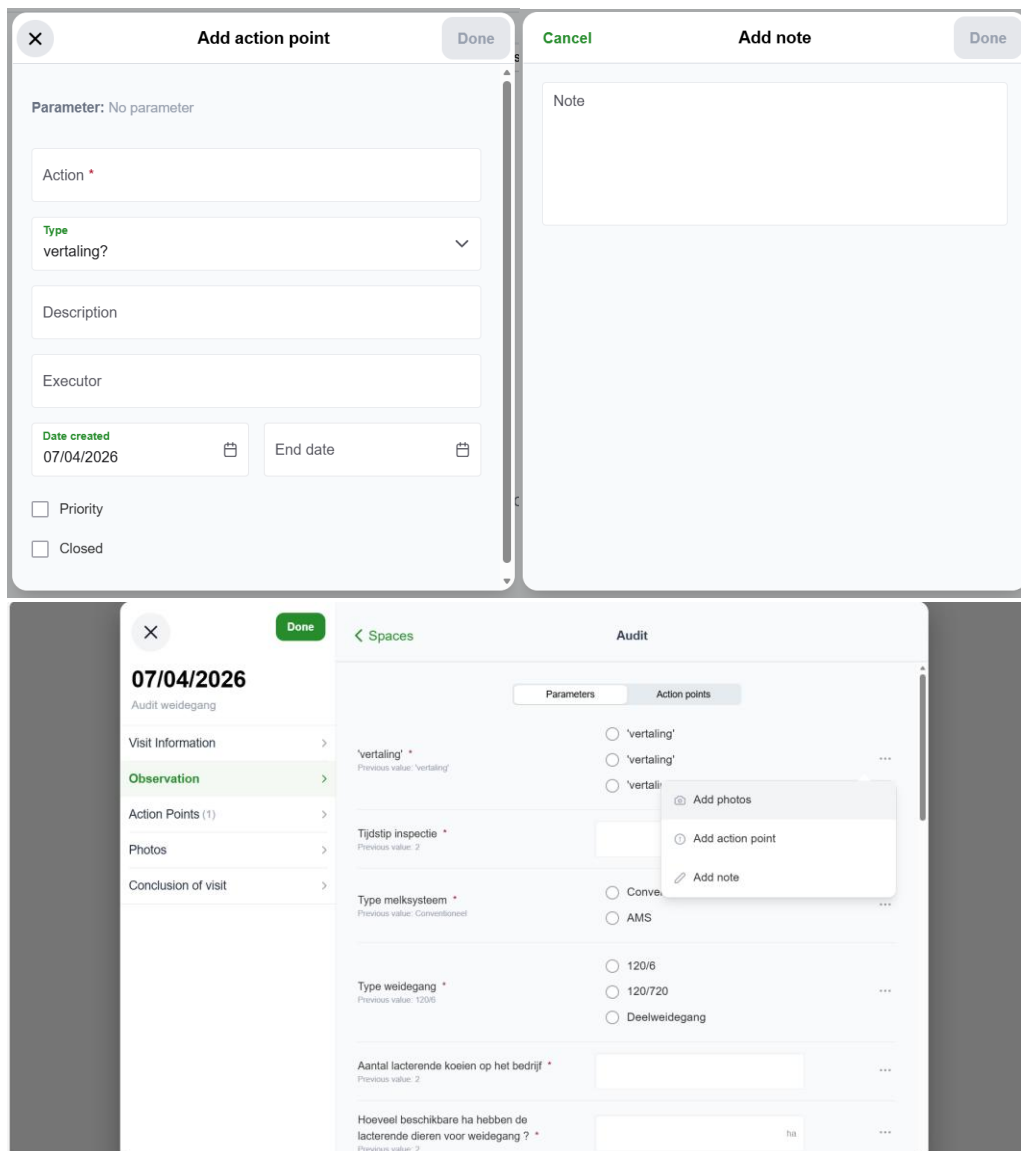 Add action point
Done
Parameter: No parameter
Action *
Type
vertaling?
Description
Executor
Date created
07/04/2026
End date
Priority
Closed
Cancel
Add note
Done
Note
Done
07/04/2026
Audit weidegang
Visit Information
Observation
Action Points (1)
Photos
Conclusion of visit
Spaces
Audit
Parameters
Action points
'vertaling' *
Previous value: 'vertaling'
'vertaling'
'vertaling'
'vertali
Add photos
Add action point
Add note
Tijdstip inspectie *
Previous value: 2
Type melksysteem *
Previous value: Conventioneel
Conve
AMS
Type weidegang *
Previous value: 120/6
120/6
120/720
Deelweidegang
Aantal lacterende koeien op het bedrijf *
Previous value: 2
Hoeveel beschikbare ha hebben de
lacterende dieren voor weidegang ? *
Previous value: 2
ha